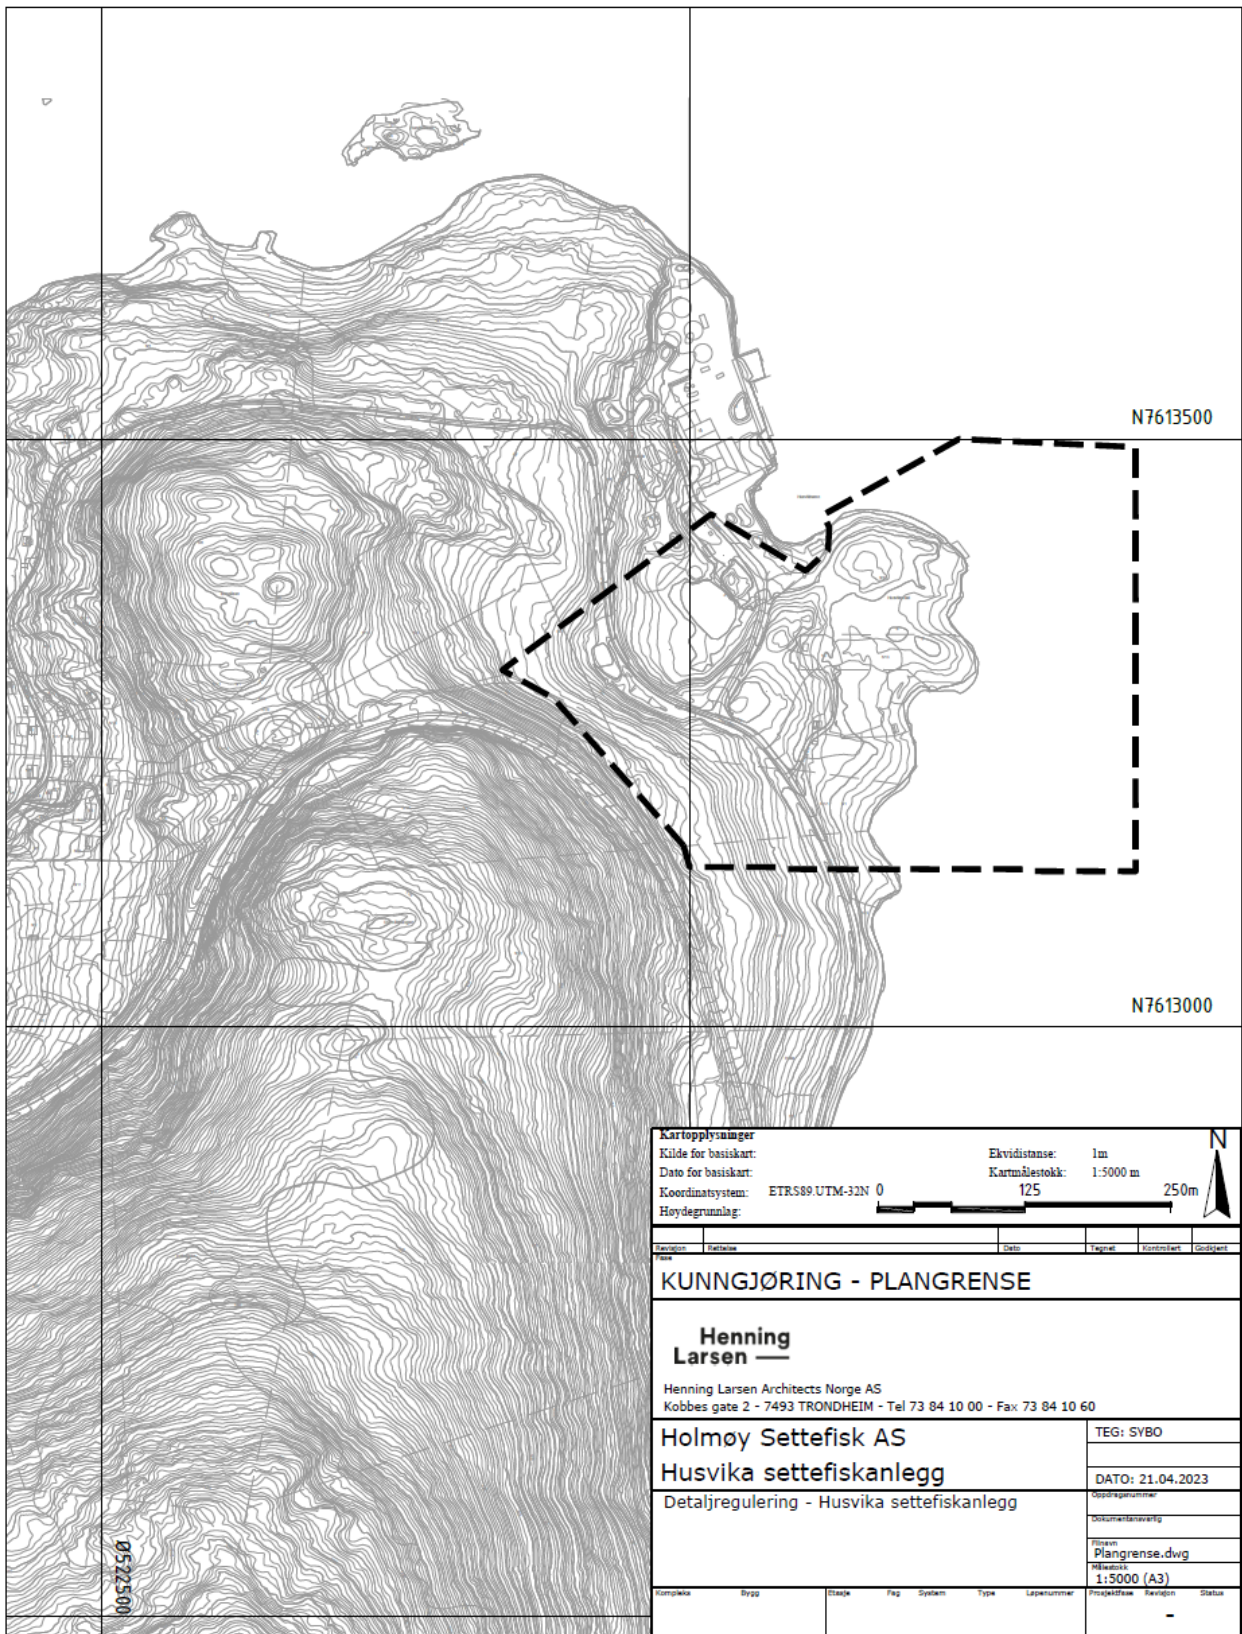 N7613500
N7613000
Ø522500
Kartopplysninger
Kilde for basiskart:
Ekvidistanse: 1m
Dato for basiskart:
Kartmålestokk: 1:5000 m
Koordinatsystem: ETRS89.UTM-32N
0 125 250m
Høydegrunnlag:
N
Revisjon Rettelse Dato Tegnet Kontrollert Godkjent
Fase
KUNNGJØRING - PLANGRENSE
Henning
Larsen
Henning Larsen Architects Norge AS
Kobbes gate 2 - 7493 TRONDHEIM - Tel 73 84 10 00 - Fax 73 84 10 60
Holmøy Settefisk AS
Husvika settefiskanlegg
TEG: SYBO
DATO: 21.04.2023
Detaljregulering - Husvika settefiskanlegg
Oppdragsnummer
Dokumentansvarlig
Filnavn
Plangrense.dwg
Målestokk
1:5000 (A3)
Kompleks Bygg Etasje Fag System Type Løpenummer Prosjektfase Revisjon Status
-